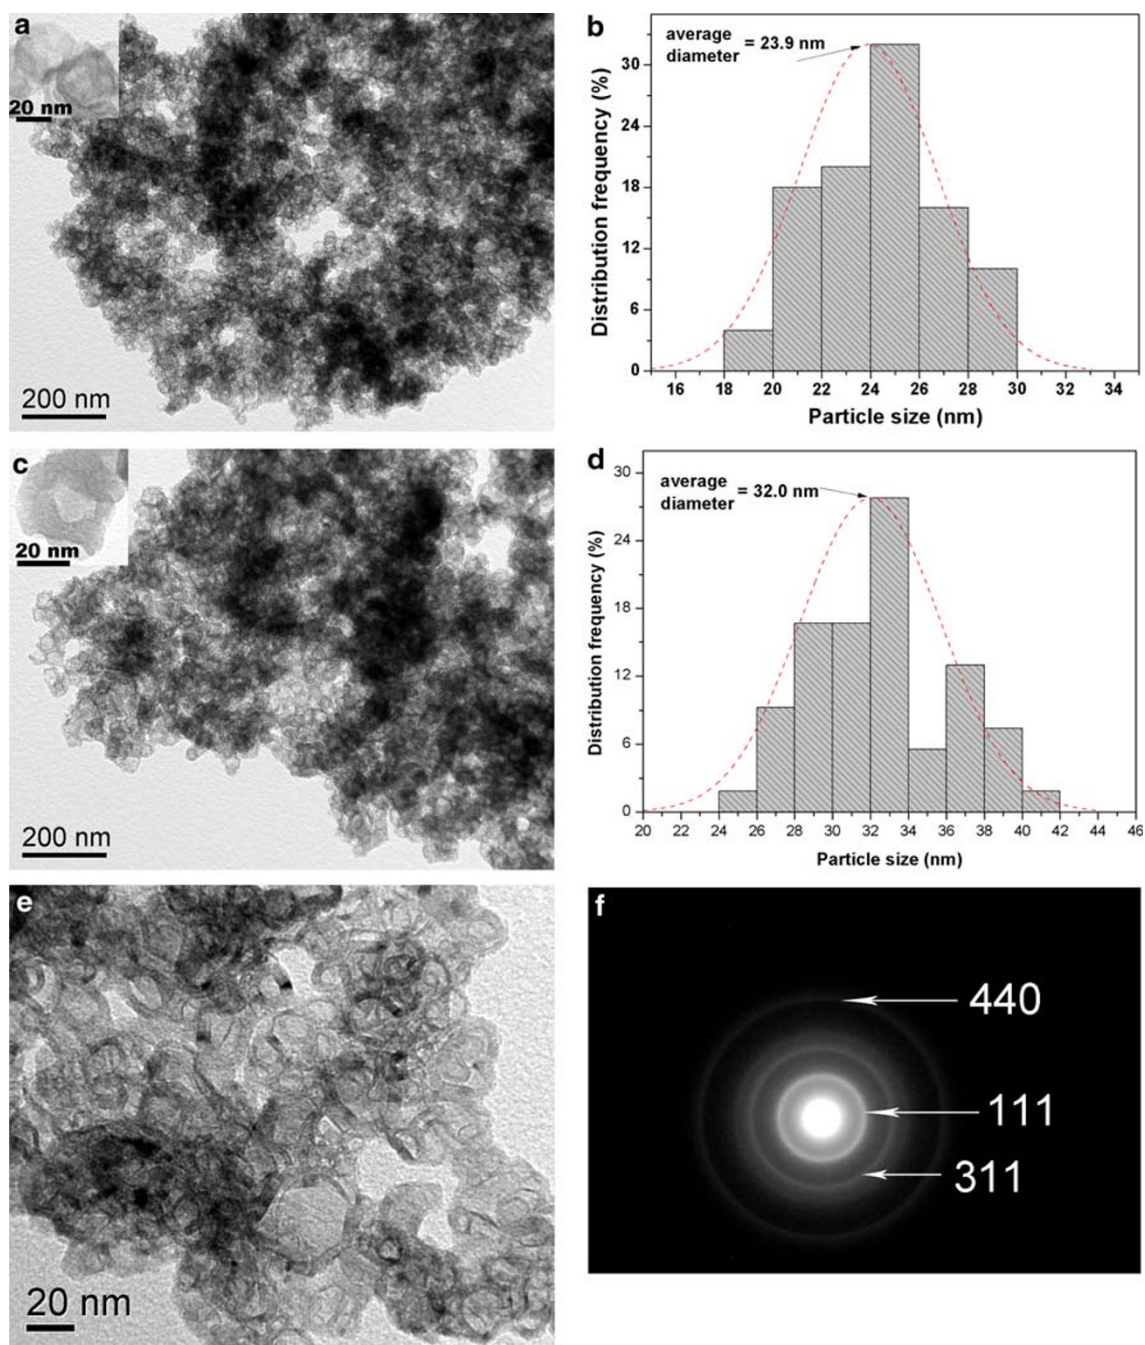 a
20 nm
200 nm
b
average
diameter = 23.9 nm
Distribution frequency (%)
30
24
18
12
6
0
16 20 22 24 26 28 30 34
Particle size (nm)
c
20 nm
200 nm
d
average
diameter = 32.0 nm
Distribution frequency (%)
30
24
18
12
6
0
20 22 24 26 28 30 32 34 36 38 40 42 44 46
Particle size (nm)
e
20 nm
f
440
111
311